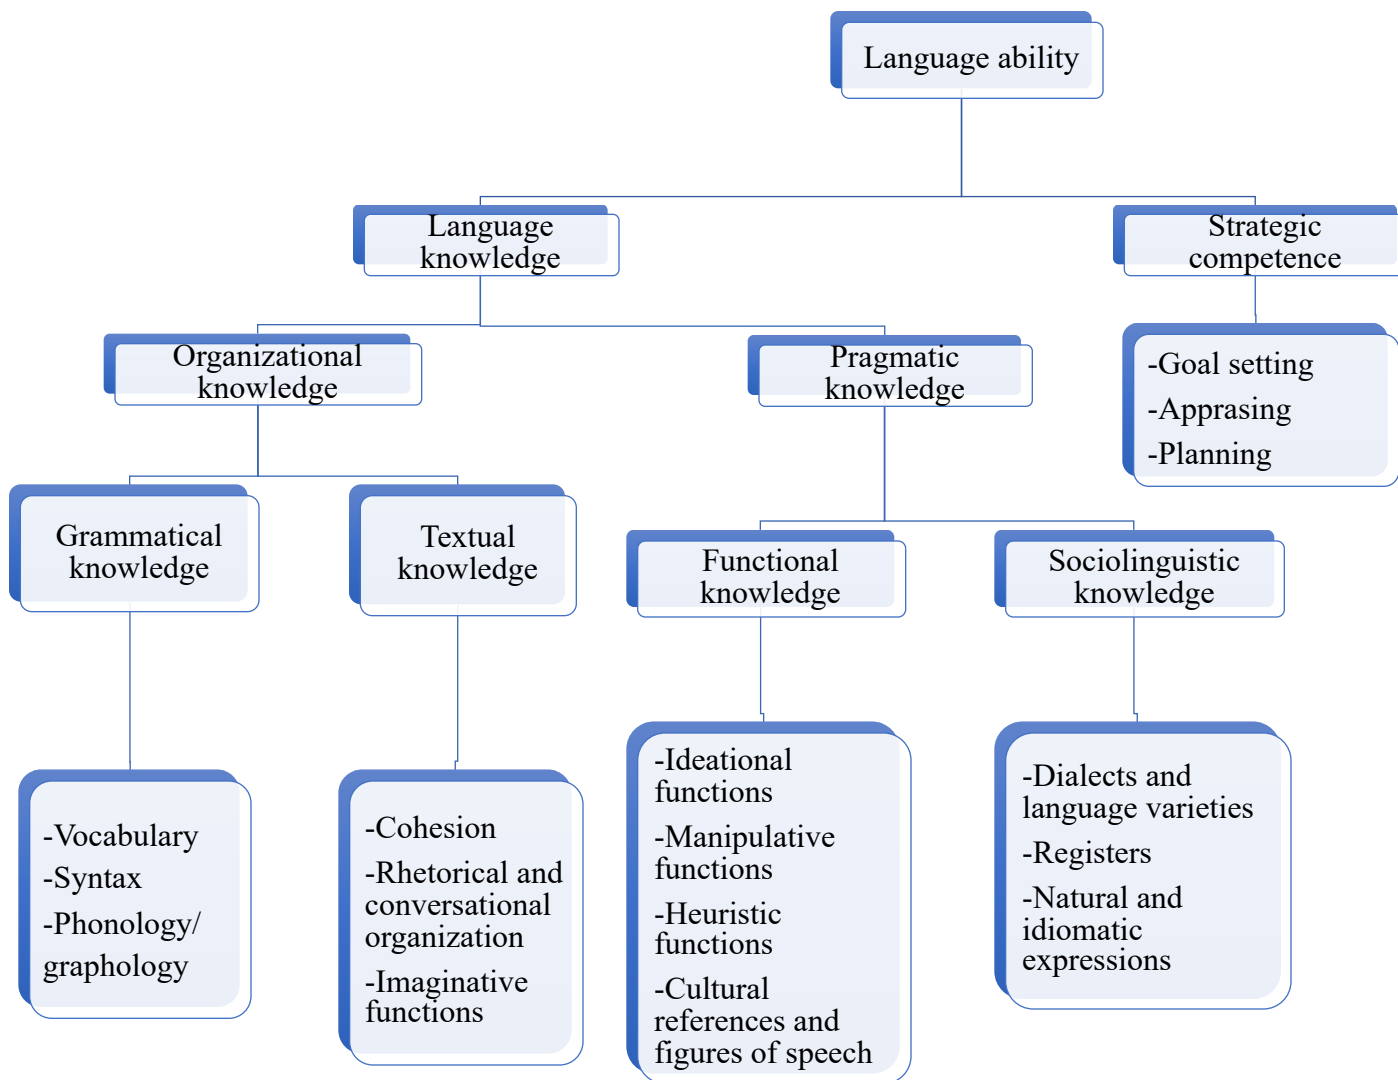 Language ability
Language
knowledge
Strategic
competence
Organizational
knowledge
Pragmatic
knowledge
-Goal setting
-Apprasing
-Planning
Grammatical
knowledge
Textual
knowledge
Functional
knowledge
Sociolinguistic
knowledge
-Vocabulary
-Syntax
-Phonology/
graphology
-Cohesion
-Rhetorical and
conversational
organization
-Imaginative
functions
-Ideational
functions
-Manipulative
functions
-Heuristic
functions
-Cultural
references and
figures of speech
-Dialects and
language varieties
-Registers
-Natural and
idiomatic
expressions